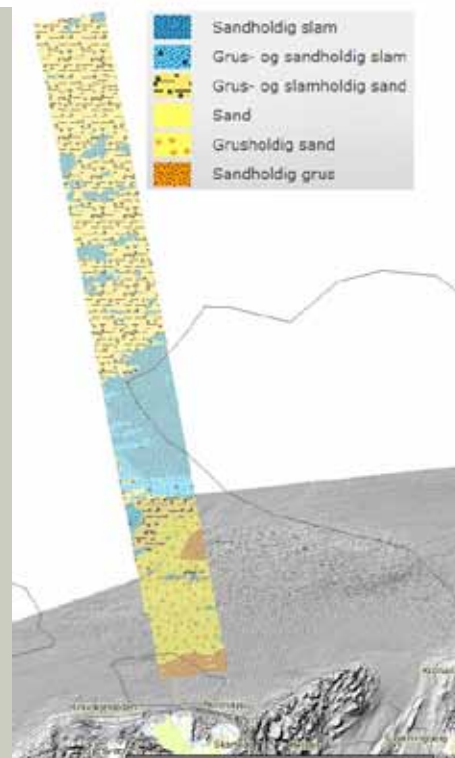 Sandholdig slam
Grus- og sandholdig slam
Grus- og slamholdig sand
Sand
Grusholdig sand
Sandholdig grus